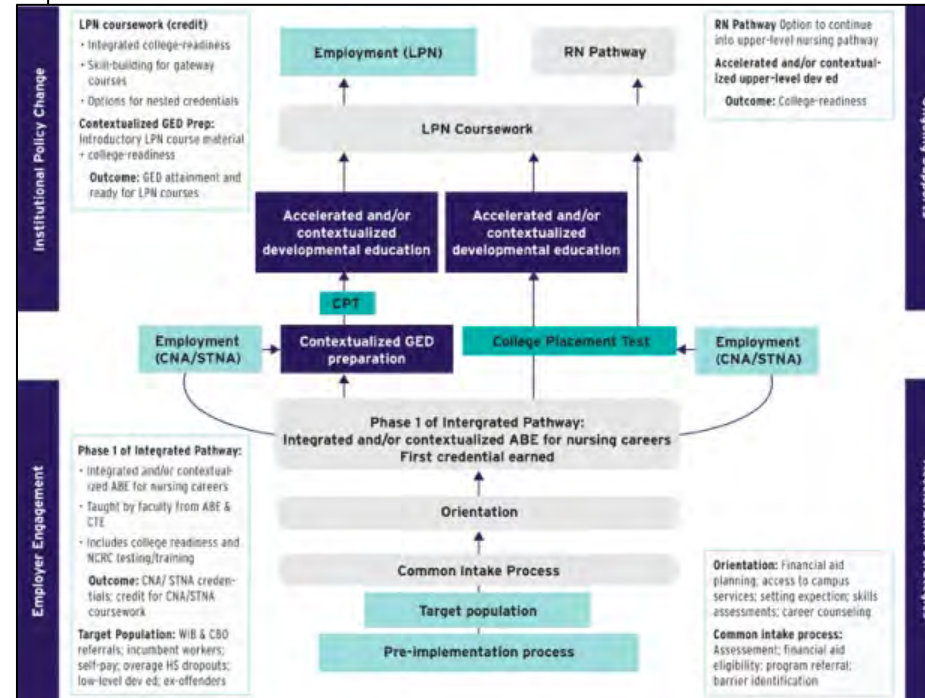 LPN coursework (credit)
• Integrated college-readiness
• Skill-building for gateway
courses
• Options for nested credentials
Contextualized GED Prep:
Introductory LPN course material
+ college-readiness
Outcome: GED attainment and
ready for LPN courses
Institutional Policy Change
Employment (LPN)
RN Pathway
RN Pathway Option to continue
into upper-level nursing pathway
Accelerated and/or contextual-
ized upper-level dev ed
Outcome: College-readiness
LPN Coursework
Accelerated and/or
contextualized
developmental education
Accelerated and/or
contextualized
developmental education
CPT
Employment
(CNA/STNA)
Contextualized GED
preparation
College Placement Test
Employment
(CNA/STNA)
Phase 1 of Intergrated Pathway:
Integrated and/or contextualized ABE for nursing careers
First credential earned
Orientation
Common Intake Process
Target population
Pre-implementation process
Employer Engagement
Phase 1 of Integrated Pathway:
• Integrated and/or contextual-
ized ABE for nursing careers
• Taught by faculty from ABE &
CTE
• Includes college readiness and
NCRC testing/training
Outcome: CNA/ STNA creden-
tials; credit for CNA/STNA
coursework
Target Population: WIB & CBO
referrals; incumbent workers;
self-pay; overage HS dropouts;
low-level dev ed; ex-offenders
Orientation: Financial aid
planning; access to campus
services; setting expection; skills
assessments; career counseling
Common intake process:
Assessement; financial aid
eligibility; program referral;
barrier identification